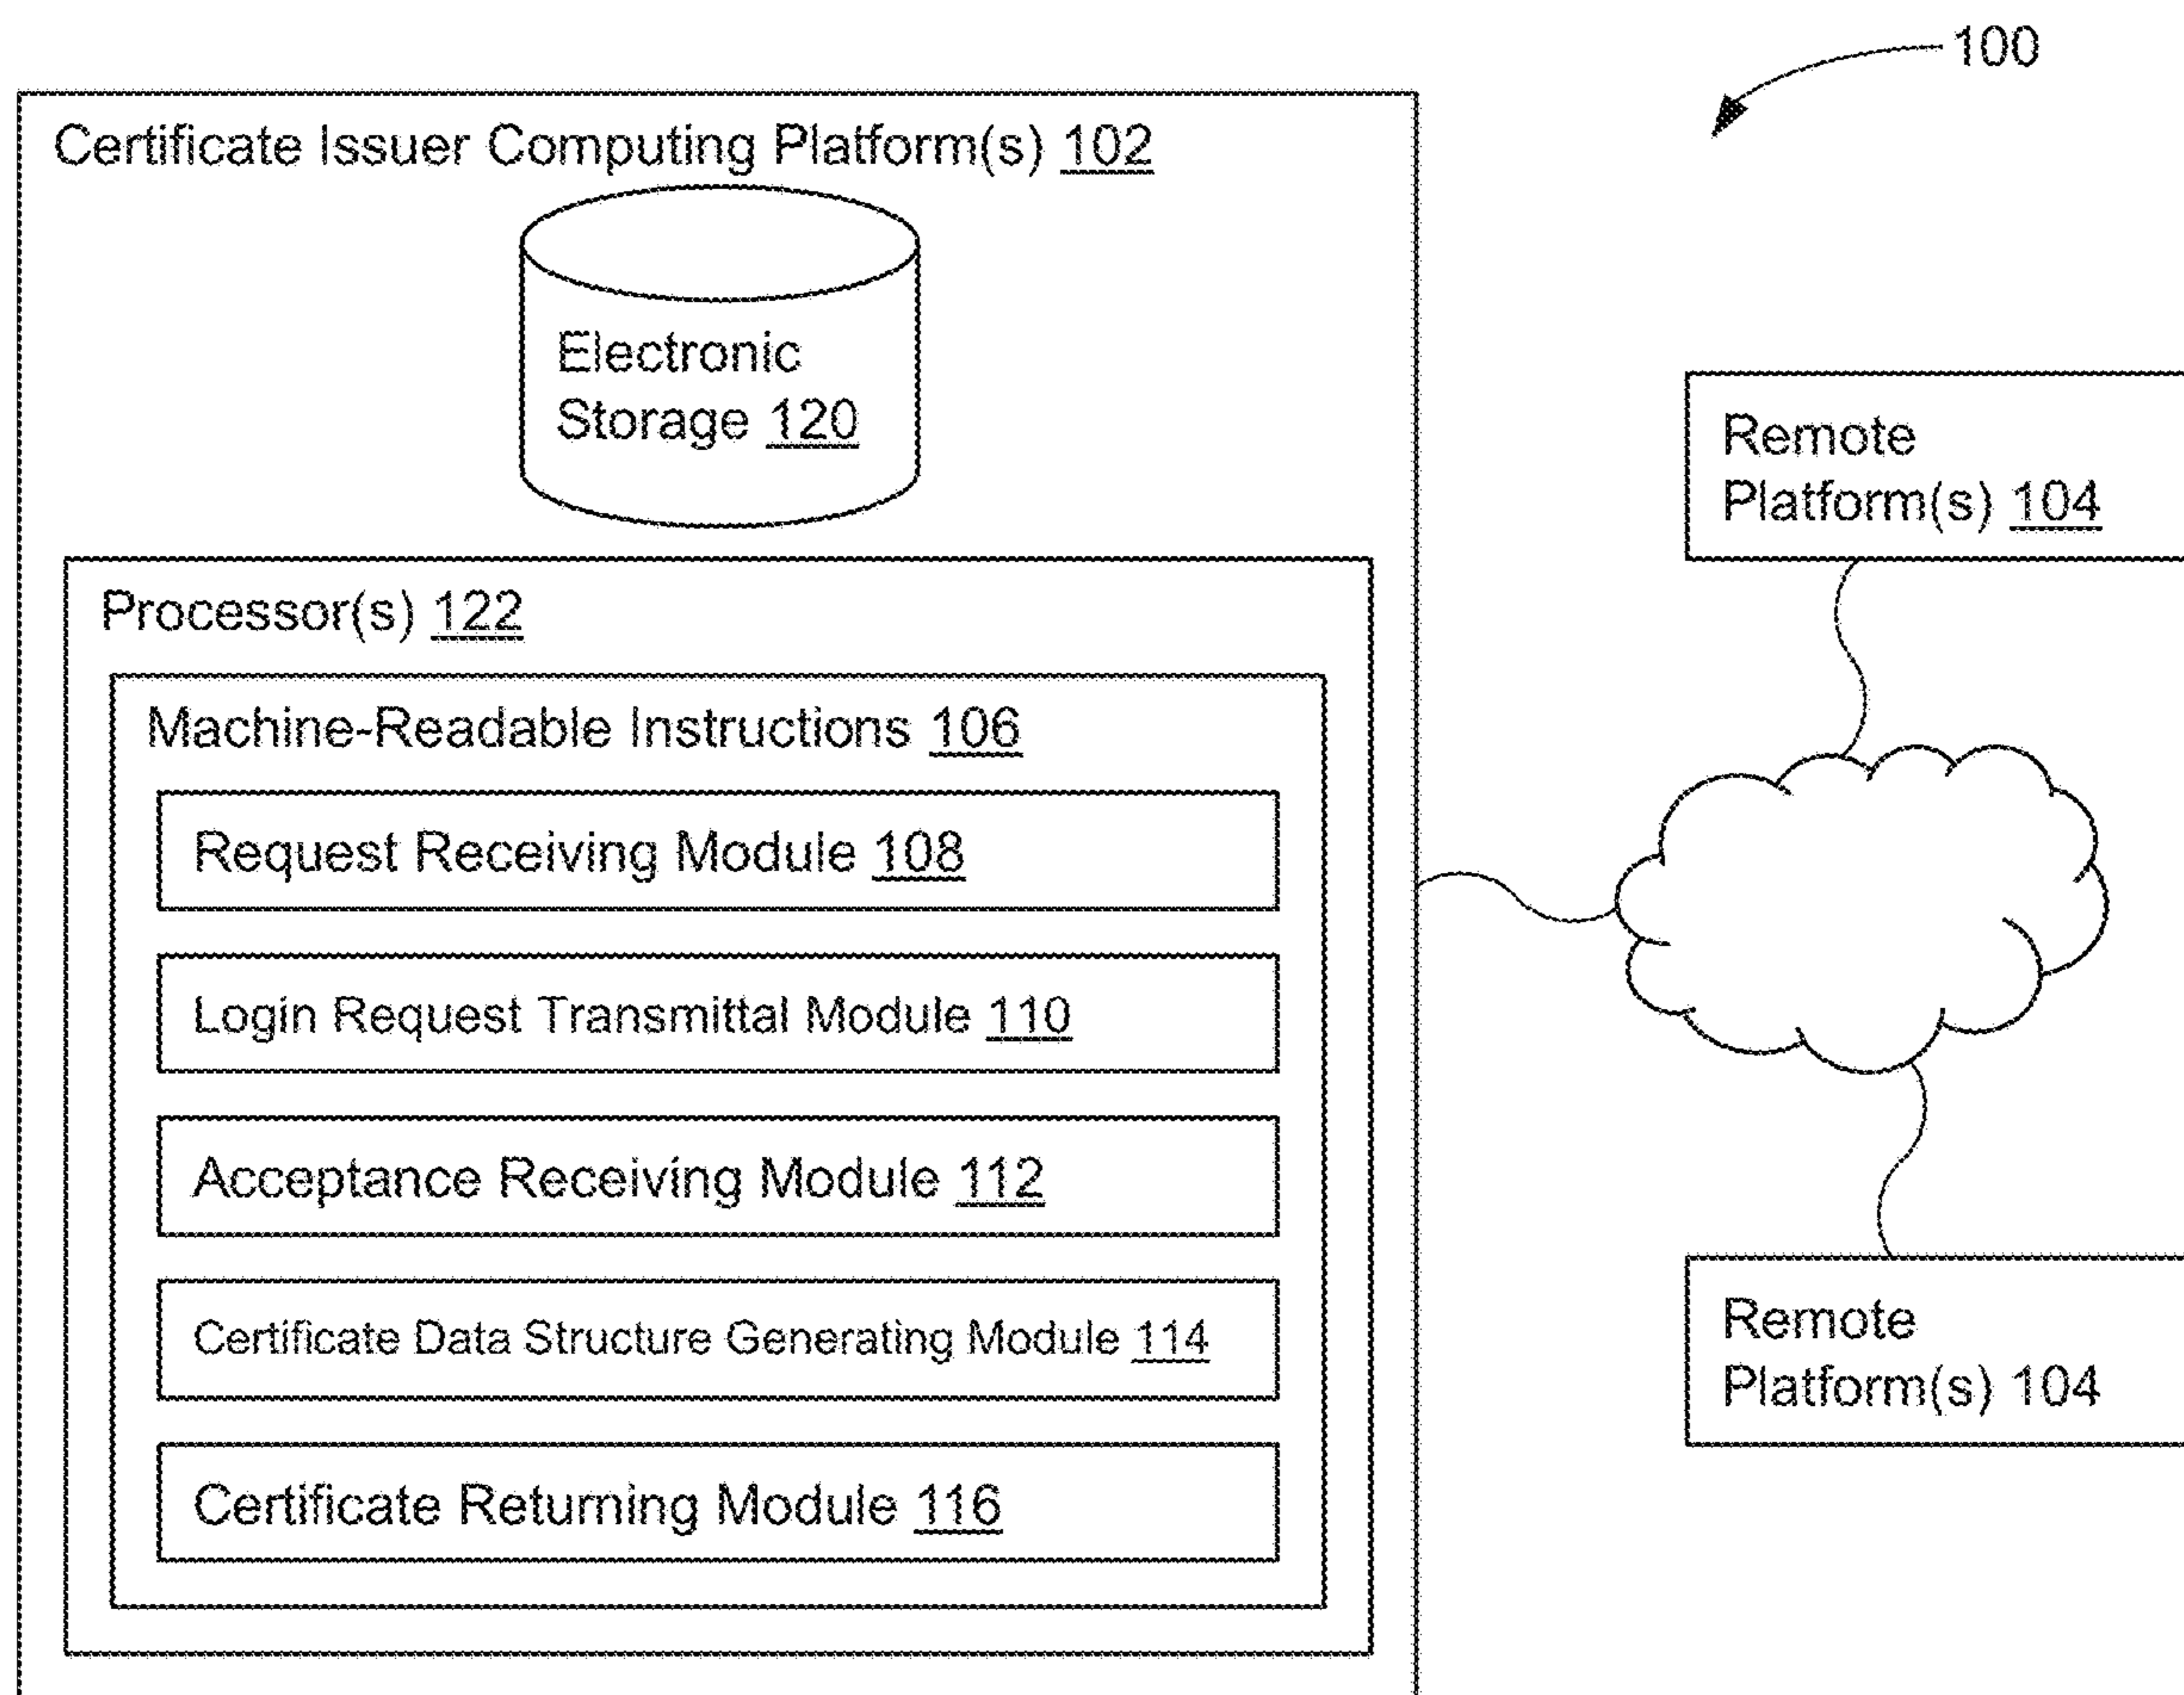 100
Certificate Issuer Computing Platform(s) 102
Electronic
Storage 120
Remote
Platform(s) 104
Processor(s) 122
Machine-Readable Instructions 106
Request Receiving Module 108
Login Request Transmittal Module 110
Acceptance Receiving Module 112
Certificate Data Structure Generating Module 114
Certificate Returning Module 116
Remote
Platform(s) 104